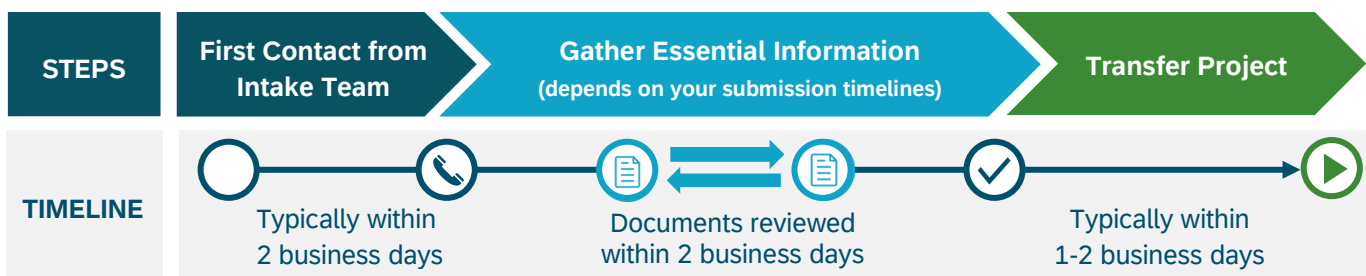 STEPS
First Contact from
Intake Team
Gather Essential Information
(depends on your submission timelines)
Transfer Project
TIMELINE
Typically within
2 business days
Documents reviewed
within 2 business days
Typically within
1-2 business days